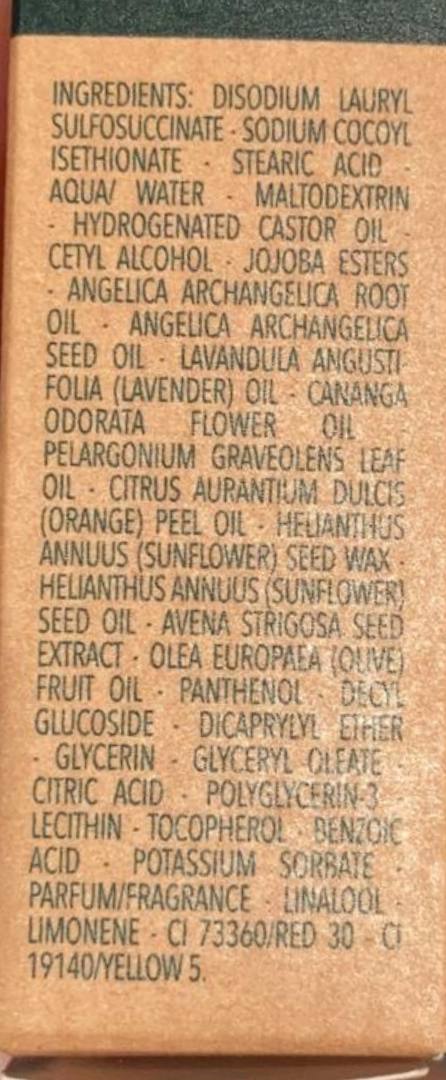 INGREDIENTS: DISODIUM LAURYL
SULFOSUCCINATE · SODIUM COCOYL
ISETHIONATE · STEARIC ACID ·
AQUA/ WATER · MALTODEXTRIN
· HYDROGENATED CASTOR OIL ·
CETYL ALCOHOL · JOJOBA ESTERS
· ANGELICA ARCHANGELICA ROOT
OIL · ANGELICA ARCHANGELICA
SEED OIL · LAVANDULA ANGUSTI-
FOLIA (LAVENDER) OIL · CANANGA
ODORATA FLOWER OIL
PELARGONIUM GRAVEOLENS LEAF
OIL · CITRUS AURANTIUM DULCIS
(ORANGE) PEEL OIL · HELIANTHUS
ANNUUS (SUNFLOWER) SEED WAX ·
HELIANTHUS ANNUUS (SUNFLOWER)
SEED OIL · AVENA STRIGOSA SEED
EXTRACT · OLEA EUROPAEA (OLIVE)
FRUIT OIL · PANTHENOL · DECYL
GLUCOSIDE · DICAPRYLYL ETHER
· GLYCERIN · GLYCERYL OLEATE ·
CITRIC ACID · POLYGLYCERIN-3 ·
LECITHIN · TOCOPHEROL · BENZOIC
ACID · POTASSIUM SORBATE ·
PARFUM/FRAGRANCE · LINALOOL ·
LIMONENE · CI 73360/RED 30 · CI
19140/YELLOW 5.